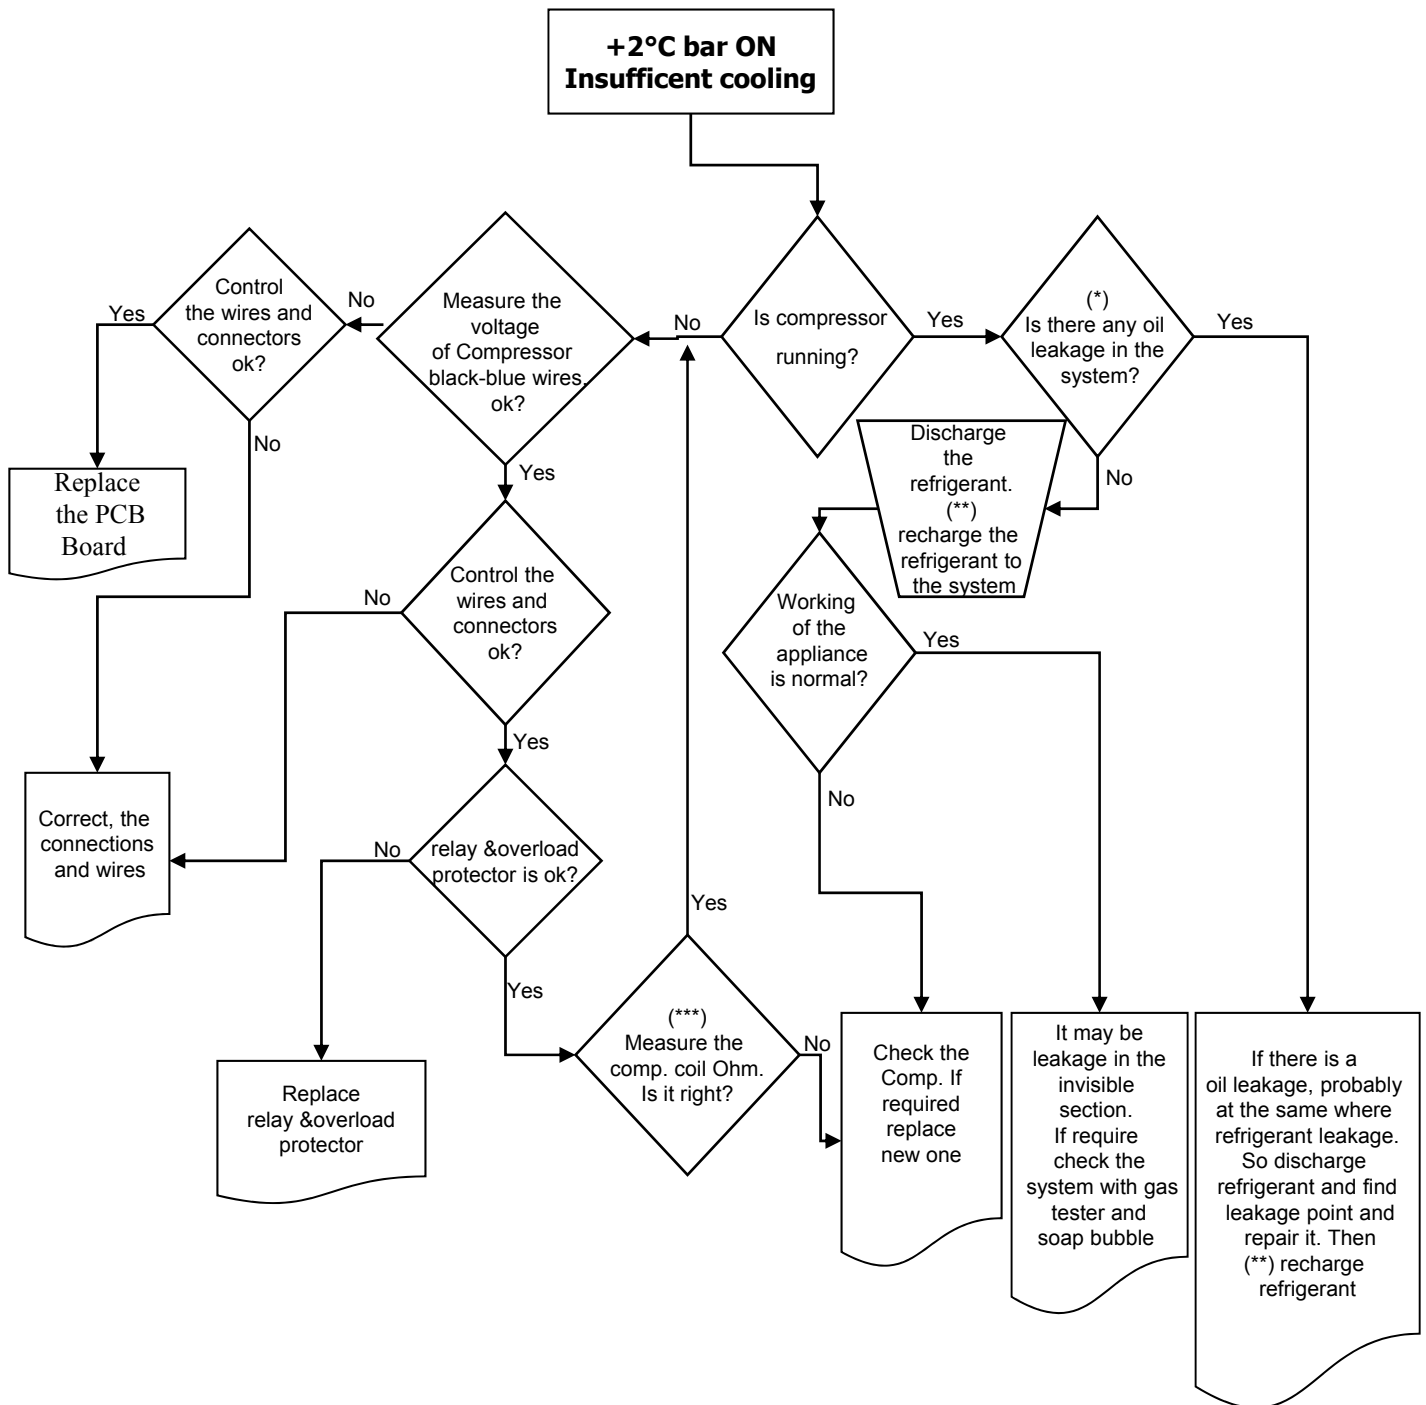 +2°C bar ON
Insufficent cooling
Is compressor
running?
Yes
No
(*)
Is there any oil
leakage in the
system?
Yes
No
Measure the
voltage
of Compressor
black-blue wires,
ok?
No
Yes
Control
the wires and
connectors
ok?
Yes
No
Replace
the PCB
Board
Discharge
the
refrigerant.
(**)
recharge the
refrigerant to
the system
Control the
wires and
connectors
ok?
No
Yes
Working
of the
appliance
is normal?
Yes
No
Correct, the
connections
and wires
relay &overload
protector is ok?
No
Yes
Replace
relay &overload
protector
(***)
Measure the
comp. coil Ohm.
Is it right?
Yes
No
Check the
Comp. If
required
replace
new one
It may be
leakage in the
invisible
section.
If require
check the
system with gas
tester and
soap bubble
If there is a
oil leakage, probably
at the same where
refrigerant leakage.
So discharge
refrigerant and find
leakage point and
repair it. Then
(**) recharge
refrigerant